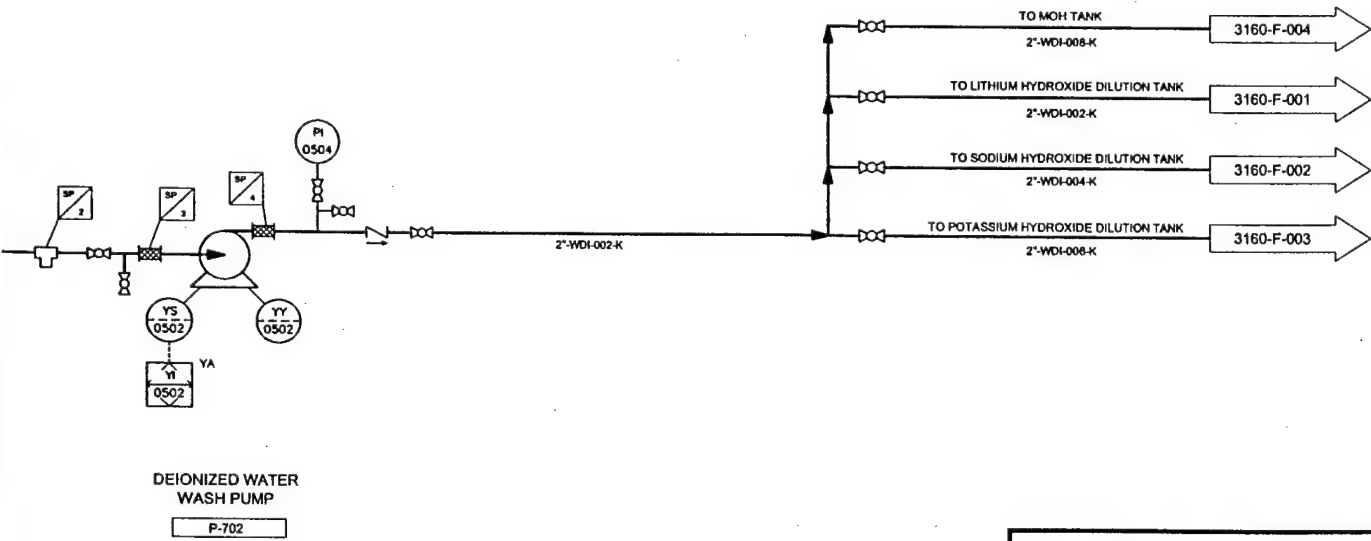 TO MOH TANK
2"-WDI-008-K
3160-F-004
TO LITHIUM HYDROXIDE DILUTION TANK
2"-WDI-002-K
3160-F-001
TO SODIUM HYDROXIDE DILUTION TANK
2"-WDI-004-K
3160-F-002
TO POTASSIUM HYDROXIDE DILUTION TANK
2"-WDI-006-K
3160-F-003
PI
0504
SP
2
SP
3
SP
4
2"-WDI-002-K
YS
0502
YY
0502
YA
YI
0502
DEIONIZED WATER
WASH PUMP
P-702